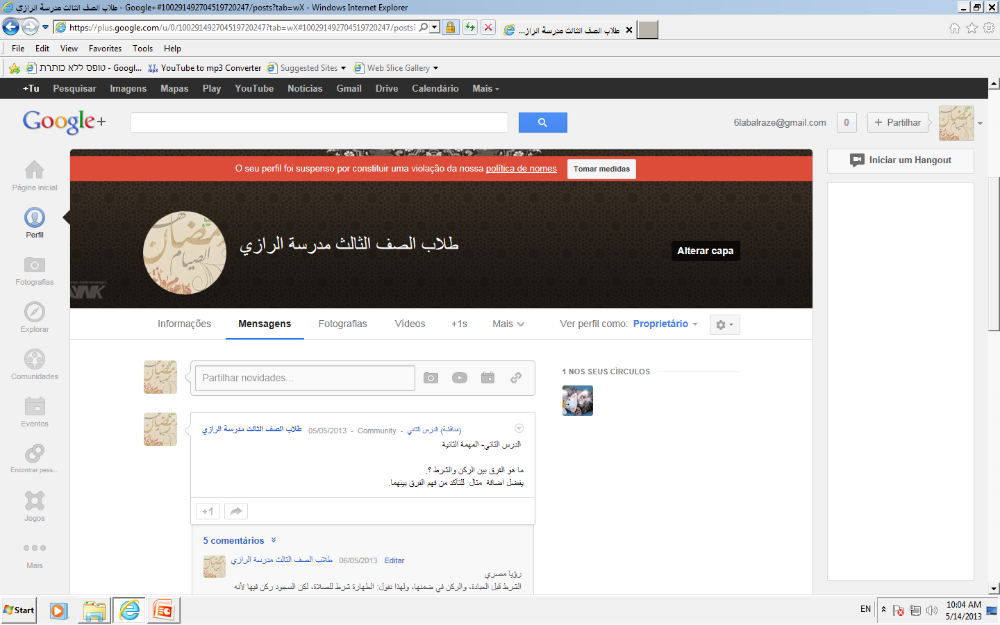 طلاب الصف الثالث مدرسة الرازي - Google+#100291492704519720247/posts?tab=wX - Windows Internet Explorer
https://plus.google.com/u/0/100291492704519720247?tab=wX#100291492704519720247/posts?
طلاب الصف الثالث مدرسة الراز...
File Edit View Favorites Tools Help
טופס ללא כותרת - Googl... YouTube to mp3 Converter Suggested Sites Web Slice Gallery
+Tu Pesquisar Imagens Mapas Play YouTube Notícias Gmail Drive Calendário Mais
Google+
6labalraze@gmail.com 0 + Partilhar
O seu perfil foi suspenso por constituir uma violação da nossa política de nomes Tomar medidas
Iniciar um Hangout
Página inicial
Perfil
Fotografias
Explorar
Comunidades
Eventos
Encontrar pess...
Jogos
Mais
طلاب الصف الثالث مدرسة الرازي
Alterar capa
Informações Mensagens Fotografias Vídeos +1s Mais Ver perfil como: Proprietário
Partilhar novidades...
1 NOS SEUS CÍRCULOS
طلاب الصف الثالث مدرسة الرازي 05/05/2013 - Community - (مناقشة) الدرس الثاني
الدرس الثاني- المهمة الثانية
ما هو الفرق بين الركن والشرط ؟.
يفضل اضافة مثال للتأكد من فهم الفرق بينهما.
+1
5 comentários
طلاب الصف الثالث مدرسة الرازي 06/05/2013 Editar
رؤيا مصري
الشرط قبل العبادة، والركن في ضمنها، ولهذا نقول: الطهارة شرط للصلاة، لكن السجود ركن فيها لأنه
Start
EN
10:04 AM
5/14/2013